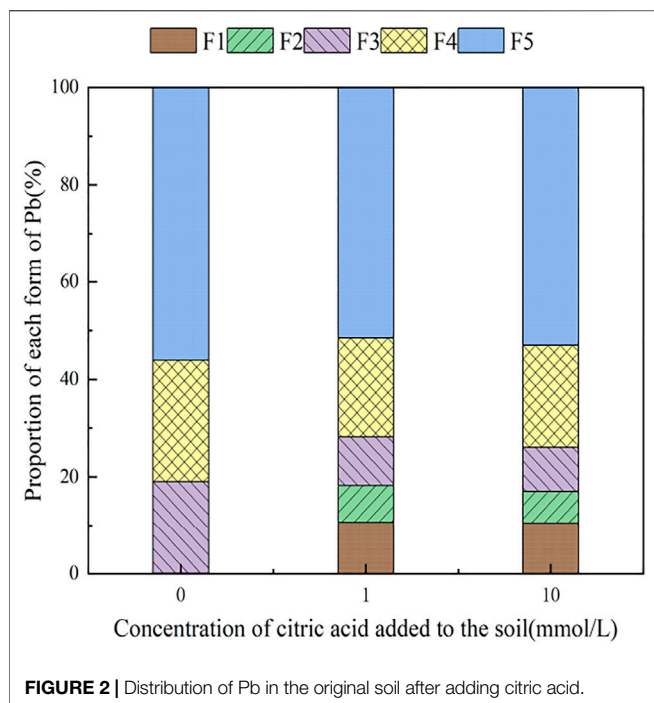 F1 F2 F3 F4 F5
100
80
60
40
20
0
Proportion of each form of Pb(%)
0 1 10
Concentration of citric acid added to the soil(mmol/L)
FIGURE 2 | Distribution of Pb in the original soil after adding citric acid.